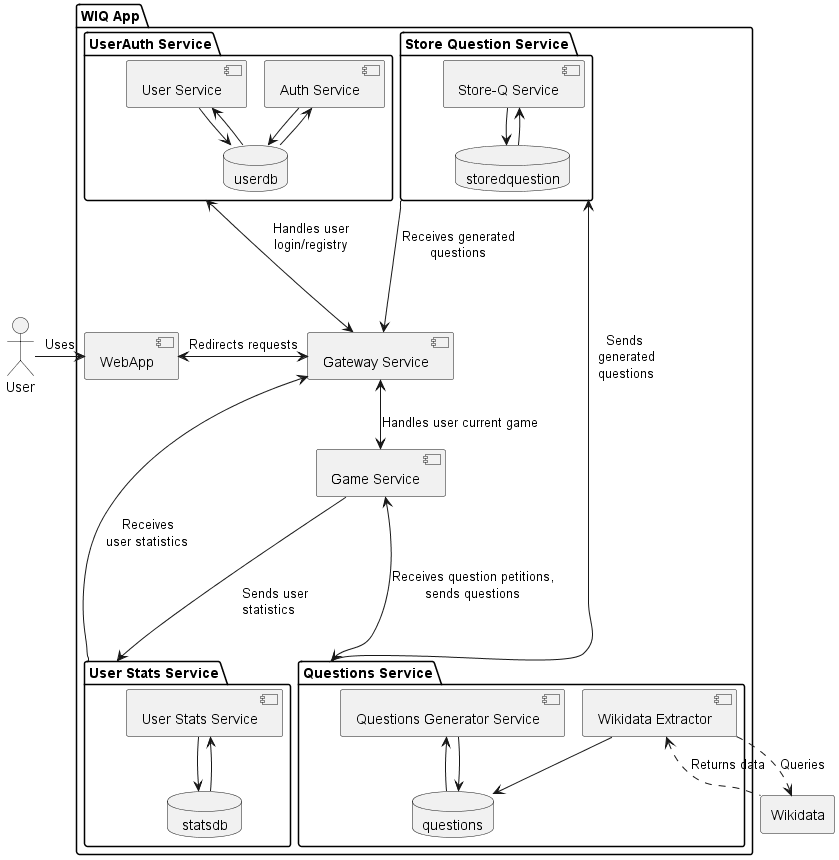 WIQ App
UserAuth Service
Store Question Service
User Service
Auth Service
Store-Q Service
userdb
storedquestion
Handles user
login/registry
Receives generated
questions
Sends
generated
questions
User
Uses
WebApp
Redirects requests
Gateway Service
Handles user current game
Game Service
Receives
user statistics
Sends user
statistics
Receives question petitions,
sends questions
User Stats Service
Questions Service
User Stats Service
Questions Generator Service
Wikidata Extractor
Returns data
Queries
statsdb
questions
Wikidata